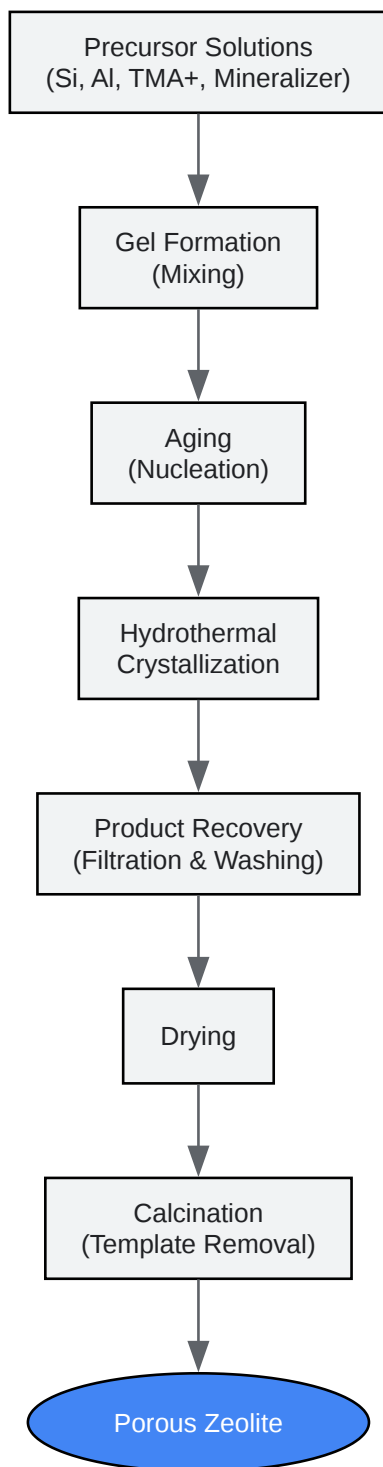 Precursor Solutions
(Si, Al, TMA+, Mineralizer)
Gel Formation
(Mixing)
Aging
(Nucleation)
Hydrothermal
Crystallization
Product Recovery
(Filtration & Washing)
Drying
Calcination
(Template Removal)
Porous Zeolite